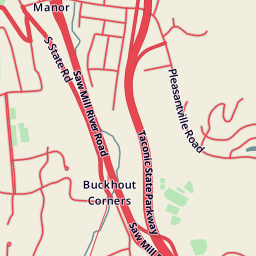 Manor
S State Rd
Saw Mill River Road
Pleasantville Road
Taconic State Parkway
Buckhout
Corners
Saw Mill